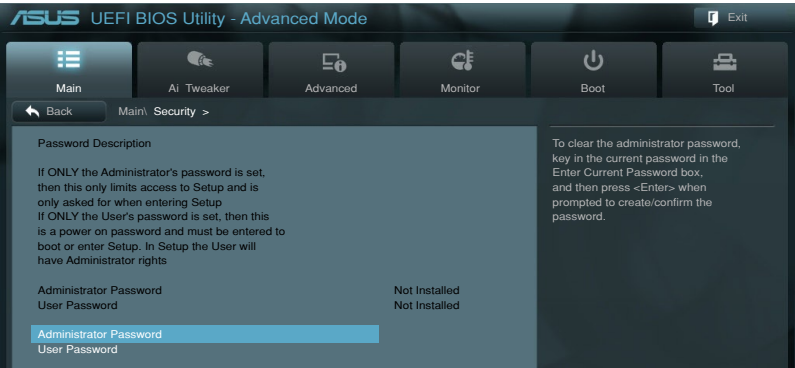 ASUS UEFI BIOS Utility - Advanced Mode
Exit
Main
Ai Tweaker
Advanced
Monitor
Boot
Tool
Back
Main\ Security >
Password Description
If ONLY the Administrator's password is set,
then this only limits access to Setup and is
only asked for when entering Setup
If ONLY the User's password is set, then this
is a power on password and must be entered to
boot or enter Setup. In Setup the User will
have Administrator rights
Administrator Password Not Installed
User Password Not Installed
Administrator Password
User Password
To clear the administrator password,
key in the current password in the
Enter Current Password box,
and then press <Enter> when
prompted to create/confirm the
password.